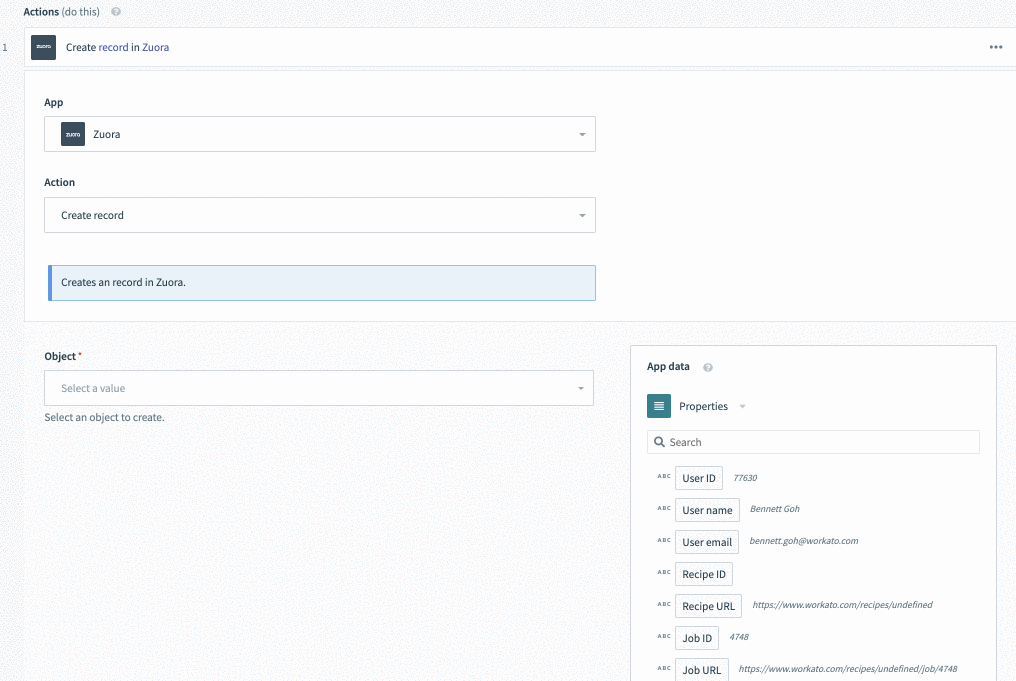 Actions (do this)
1
zuora
Create record in Zuora
App
zuora
Zuora
Action
Create record
Creates an record in Zuora.
Object *
Select a value
Select an object to create.
App data
Properties
Search
ABC User ID 77630
ABC User name Bennett Goh
ABC User email bennett.goh@workato.com
ABC Recipe ID
ABC Recipe URL https://www.workato.com/recipes/undefined
ABC Job ID 4748
ABC Job URL https://www.workato.com/recipes/undefined/job/4748